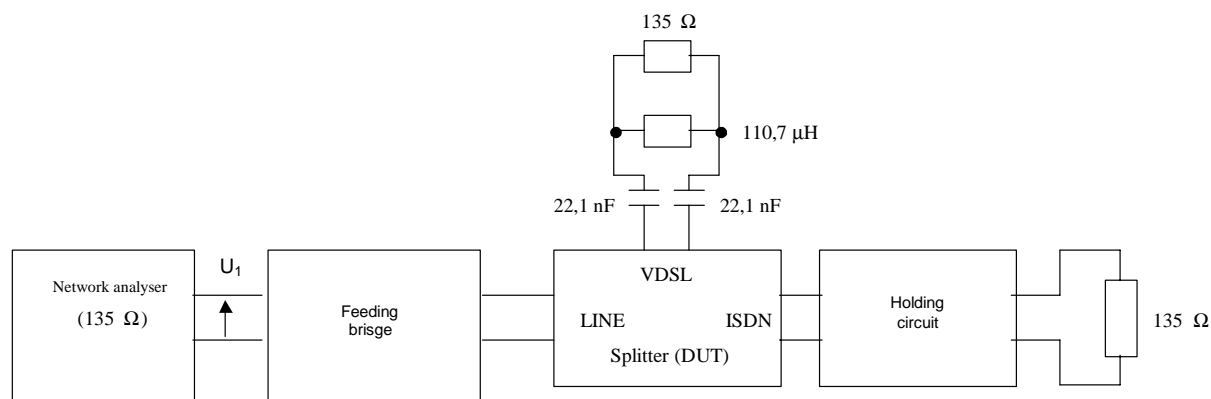 135 Ω
110,7 μH
22,1 nF
22,1 nF
U1
Network analyser
(135 Ω)
Feeding
brisge
VDSL
LINE
ISDN
Splitter (DUT)
Holding
circuit
135 Ω